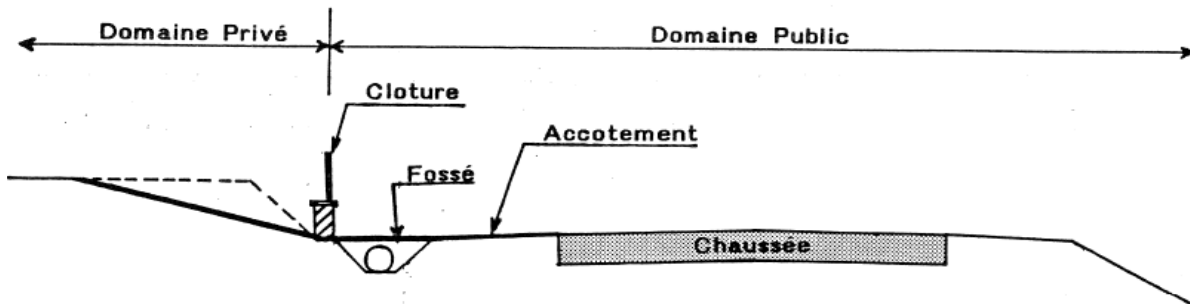 Domaine Privé
Domaine Public
Cloture
Accotement
Fossé
Chaussée